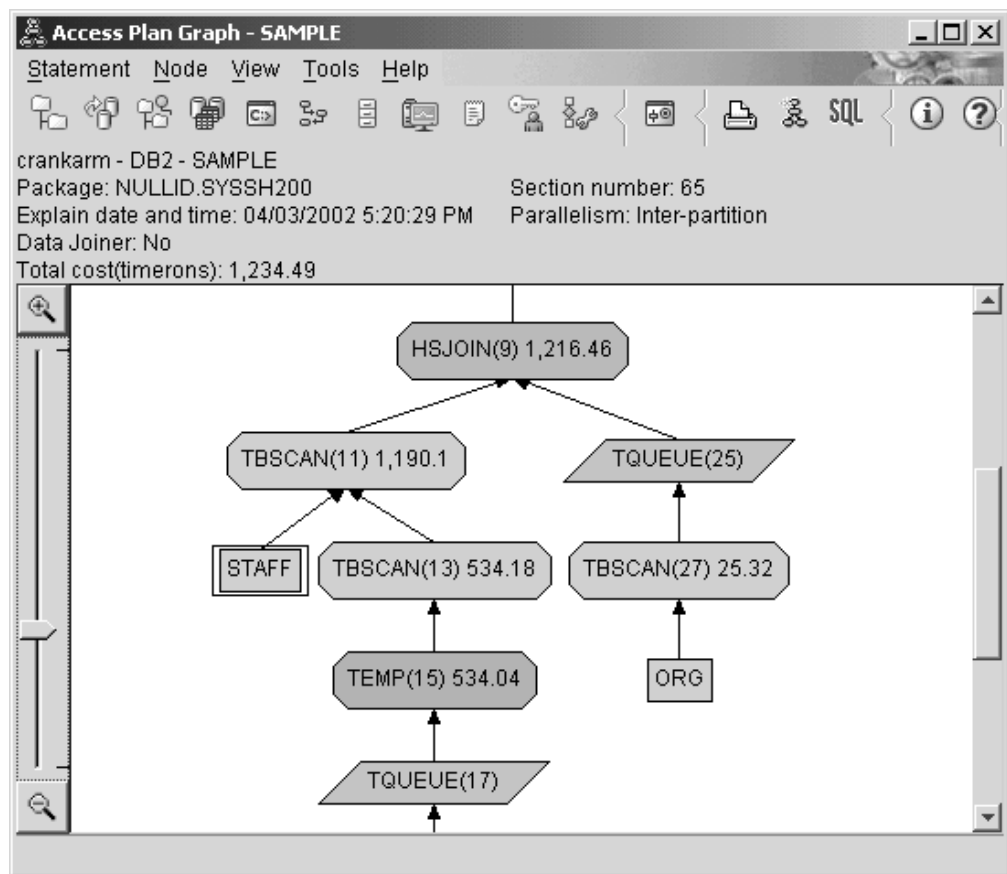 Access Plan Graph - SAMPLE
Statement Node View Tools Help
C:> SQL i ?
crankarm - DB2 - SAMPLE
Package: NULLID.SYSSH200 Section number: 65
Explain date and time: 04/03/2002 5:20:29 PM Parallelism: Inter-partition
Data Joiner: No
Total cost(timerons): 1,234.49
HSJOIN(9) 1,216.46
TBSCAN(11) 1,190.1 TQUEUE(25)
STAFF TBSCAN(13) 534.18 TBSCAN(27) 25.32
TEMP(15) 534.04 ORG
TQUEUE(17)